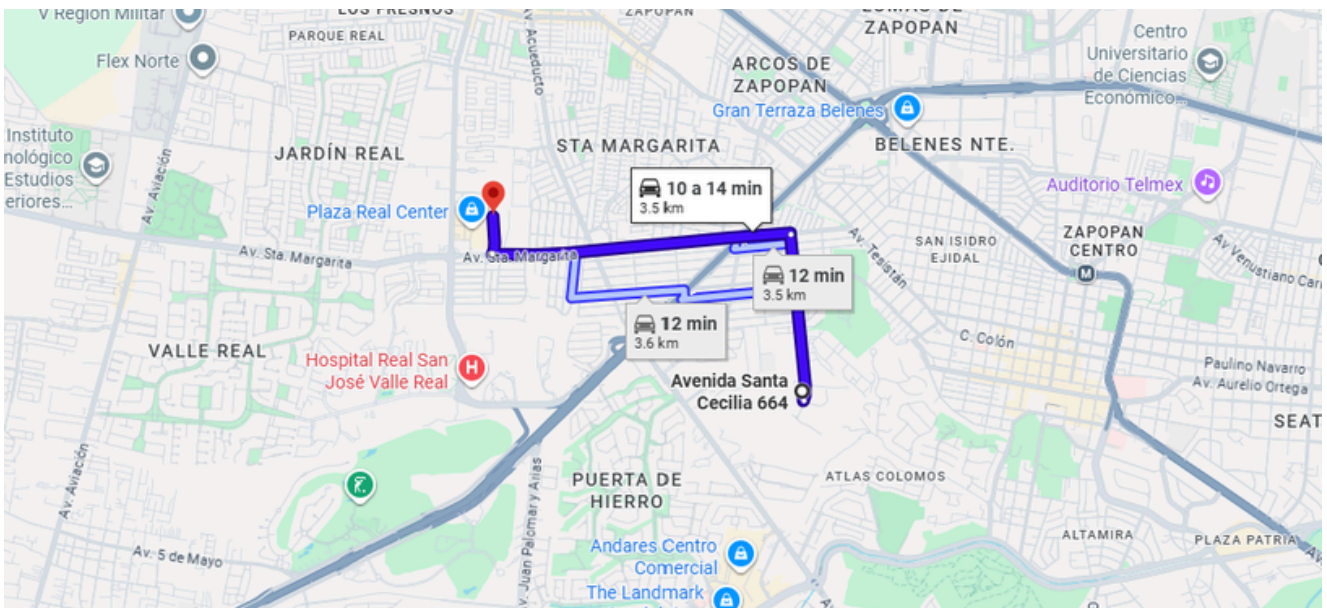 V Región Militar
LOS FRESNOS
PARQUE REAL
Flex Norte
Av. Acueducto
ZAPOPAN
LOMAS DE
ZAPOPAN
Centro
Universitario
de Ciencias
Económico...
ARCOS DE
ZAPOPAN
Gran Terraza Belenes
BELENES NTE.
Instituto
nológico
Estudios
eriores...
Av. Aviación
JARDÍN REAL
STA MARGARITA
10 a 14 min
3.5 km
Auditorio Telmex
Plaza Real Center
Av. Sta. Margarita
Av. Sta. Margarita
Av. Tesistán
SAN ISIDRO
EJIDAL
ZAPOPAN
CENTRO
M
Av Venustiano Carr
12 min
3.5 km
12 min
3.6 km
C. Colón
VALLE REAL
Hospital Real San
José Valle Real
H
Avenida Santa
Cecilia 664
Paulino Navarro
Av. Aurelio Ortega
SEAT
Av. Aviación
Av. Juan Palomar y Arias
PUERTA DE
HIERRO
ATLAS COLOMOS
Av. 5 de Mayo
Andares Centro
Comercial
The Landmark
ALTAMIRA
PLAZA PATRIA